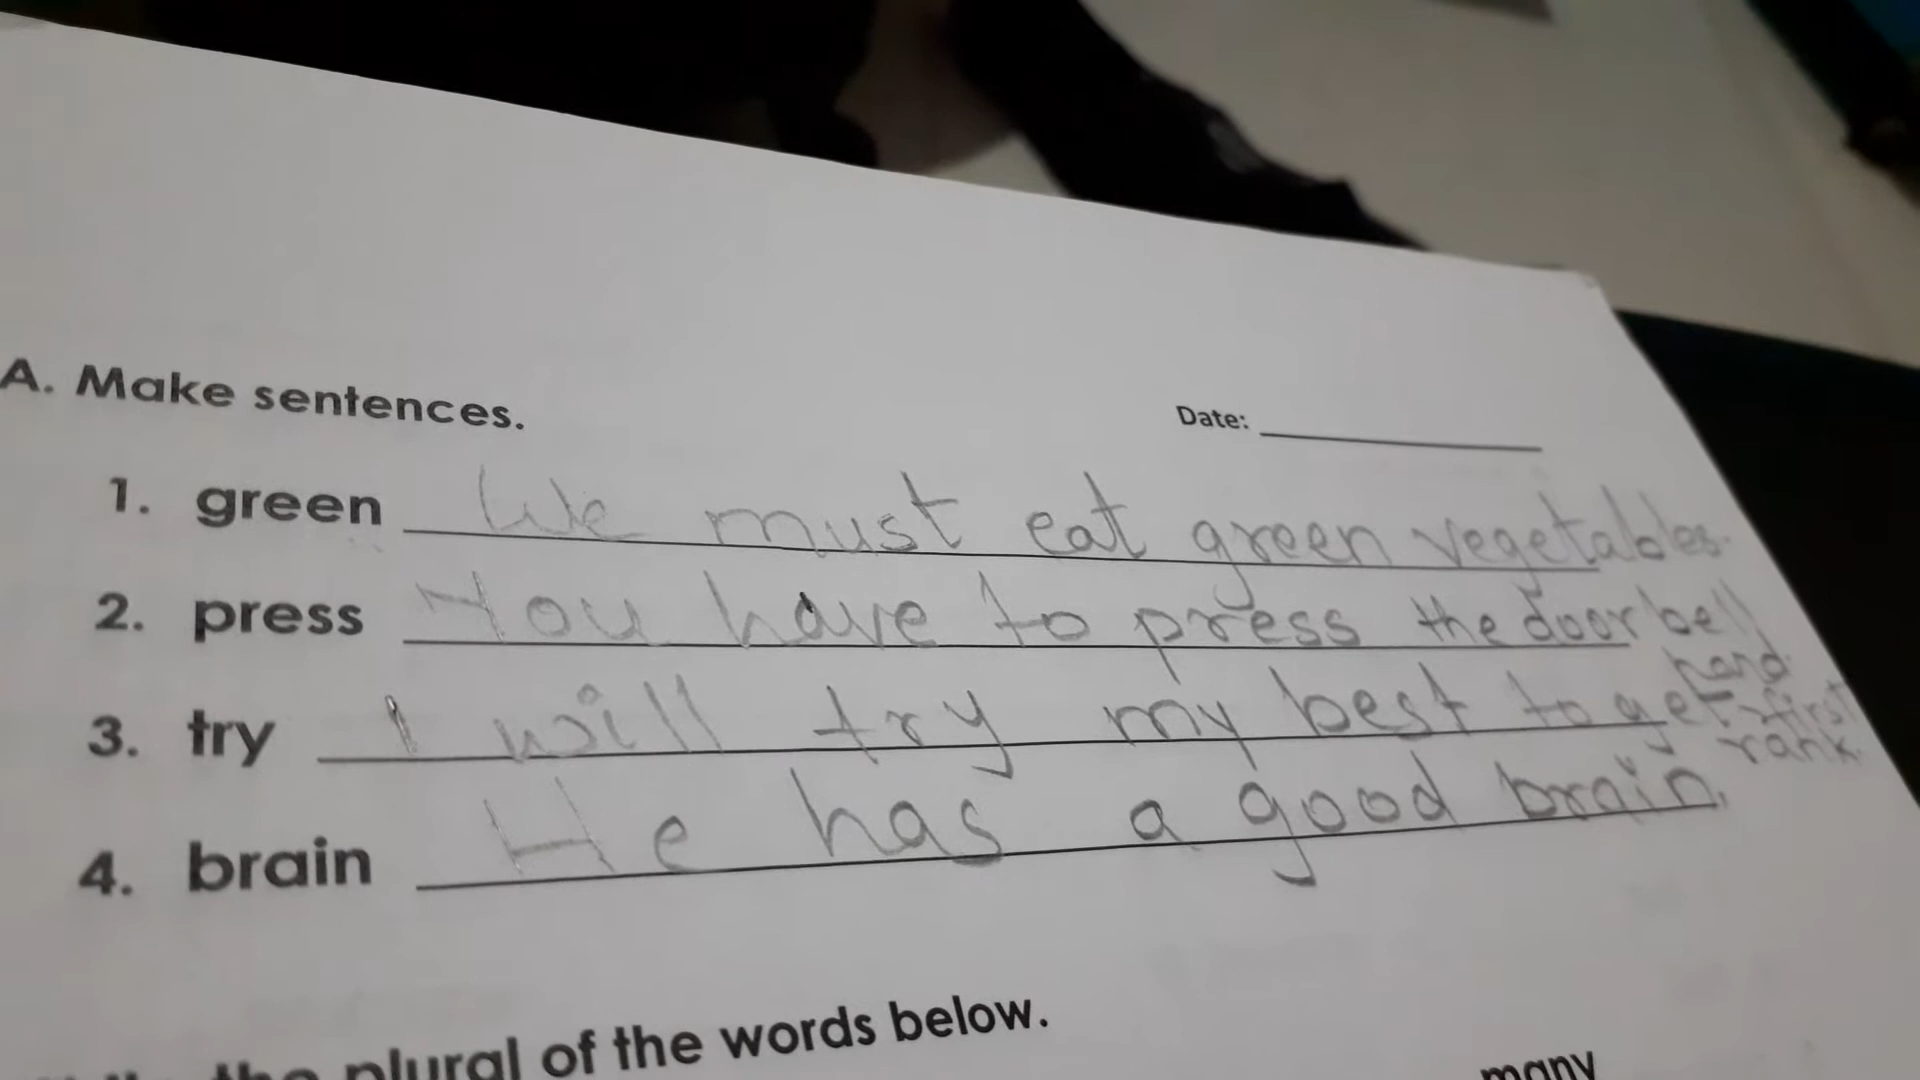 A. Make sentences.
Date:
1. green We must eat green vegetables.
2. press You have to press the door bell
hard.
3. try I will try my best to get first
rank.
4. brain He has a good brain.
the plural of the words below.
many